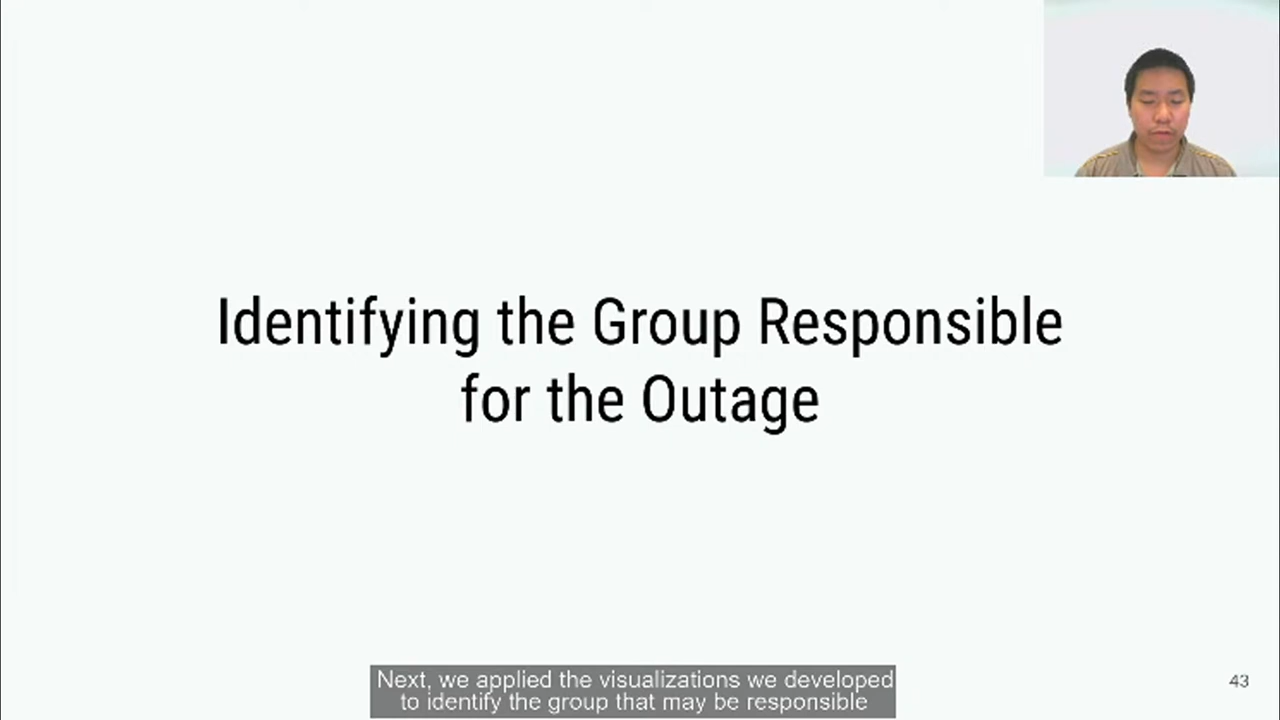 Identifying the Group Responsible
for the Outage
Next, we applied the visualizations we developed
to identify the group that may be responsible
43